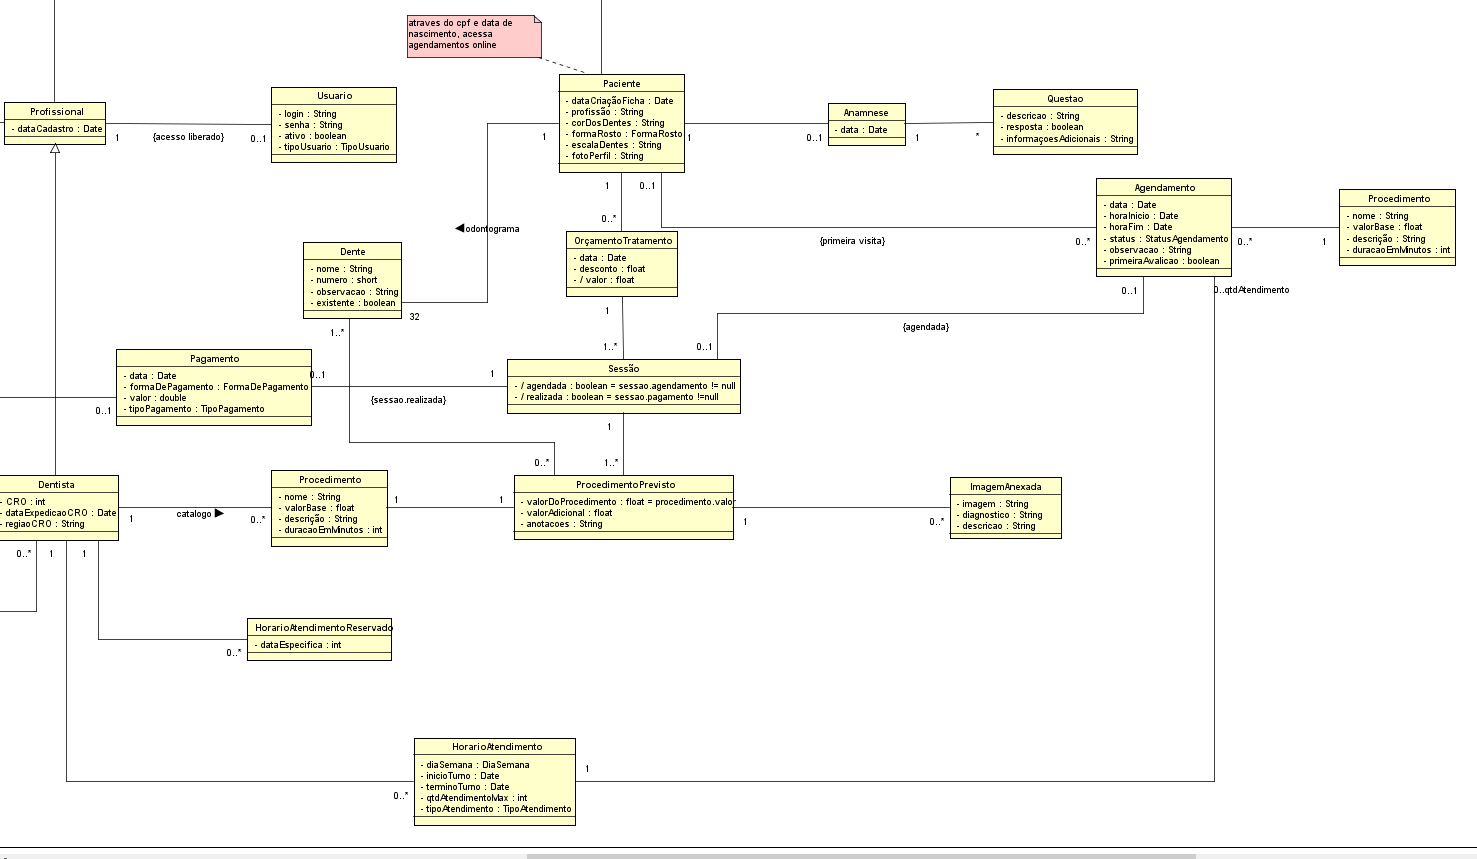 atraves do cpf e data de
nascimento, acessa
agendamentos online
Profissional
- dataCadastro : Date
1
{acesso liberado}
0..1
Usuario
- login : String
- senha : String
- ativo : boolean
- tipoUsuario : TipoUsuario
Paciente
- dataCriaçãoFicha : Date
- profissão : String
- corDosDentes : String
- formaRosto : FormaRosto
- escalaDentes : String
- fotoPerfil : String
1
1
0..1
Anamnese
- data : Date
1
*
Questao
- descricao : String
- resposta : boolean
- informaçoesAdicionais : String
1
0..1
0..*
odontograma
{primeira visita}
0..*
Agendamento
- data : Date
- horaInicio : Date
- horaFim : Date
- status : StatusAgendamento
- observacao : String
- primeiraAvalicao : boolean
0..*
1
Procedimento
- nome : String
- valorBase : float
- descrição : String
- duracaoEmMinutos : int
Dente
- nome : String
- numero : short
- observacao : String
- existente : boolean
32
1..*
OrçamentoTratamento
- data : Date
- desconto : float
- / valor : float
1
1..*
0..1
{agendada}
0..1
0..qtdAtendimento
Pagamento
- data : Date
- formaDePagamento : FormaDePagamento
- valor : double
- tipoPagamento : TipoPagamento
0..1
0..1
{sessao.realizada}
1
Sessão
- / agendada : boolean = sessao.agendamento != null
- / realizada : boolean = sessao.pagamento !=null
1
0..*
1..*
Dentista
- CRO : int
- dataExpedicaoCRO : Date
- regiaoCRO : String
1
catalogo
0..*
Procedimento
- nome : String
- valorBase : float
- descrição : String
- duracaoEmMinutos : int
1
1
ProcedimentoPrevisto
- valorDoProcedimento : float = procedimento.valor
- valorAdicional : float
- anotacoes : String
1
0..*
ImagemAnexada
- imagem : String
- diagnostico : String
- descricao : String
0..*
1
1
HorarioAtendimentoReservado
- dataEspecifica : int
0..*
HorarioAtendimento
- diaSemana : DiaSemana
- inicioTurno : Date
- terminoTurno : Date
- qtdAtendimentoMax : int
- tipoAtendimento : TipoAtendimento
0..*
1